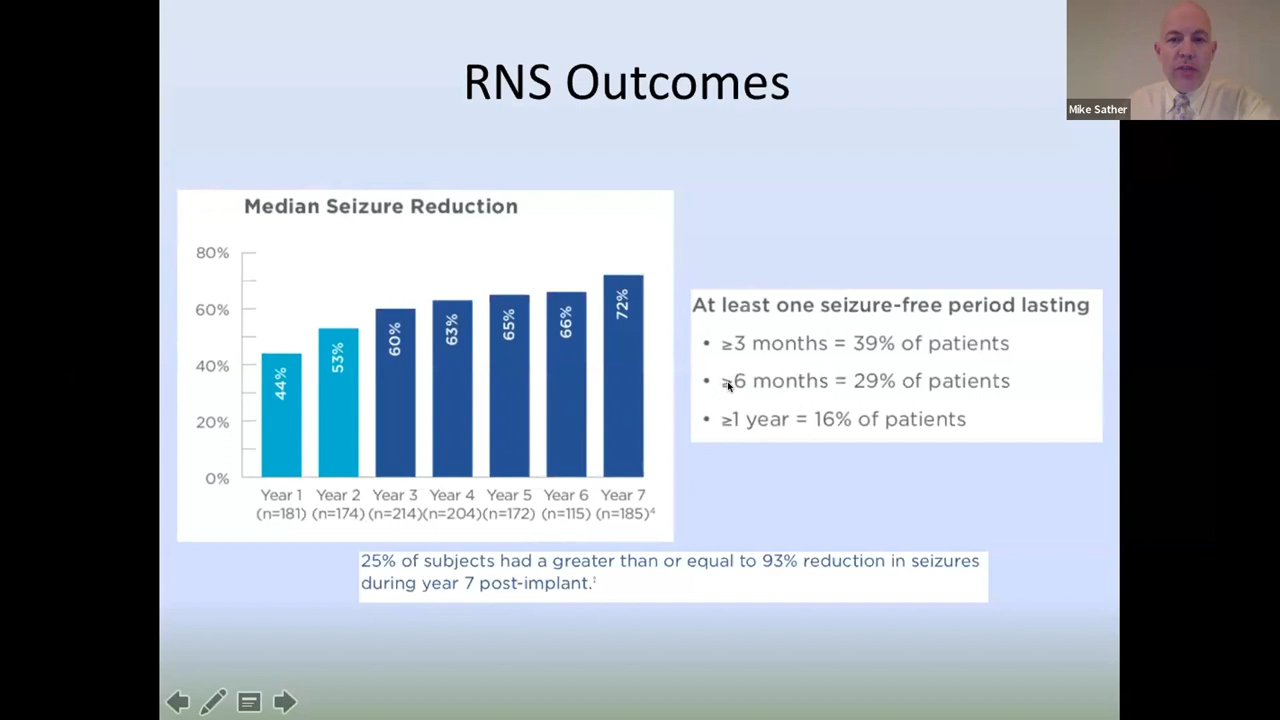 RNS Outcomes
Mike Sather
Median Seizure Reduction
80%
60%
40%
20%
0%
44%
53%
60%
63%
65%
66%
72%
Year 1 Year 2 Year 3 Year 4 Year 5 Year 6 Year 7
(n=181) (n=174) (n=214) (n=204) (n=172) (n=115) (n=185)⁴
At least one seizure-free period lasting
• ≥3 months = 39% of patients
• ≥6 months = 29% of patients
• ≥1 year = 16% of patients
25% of subjects had a greater than or equal to 93% reduction in seizures
during year 7 post-implant.